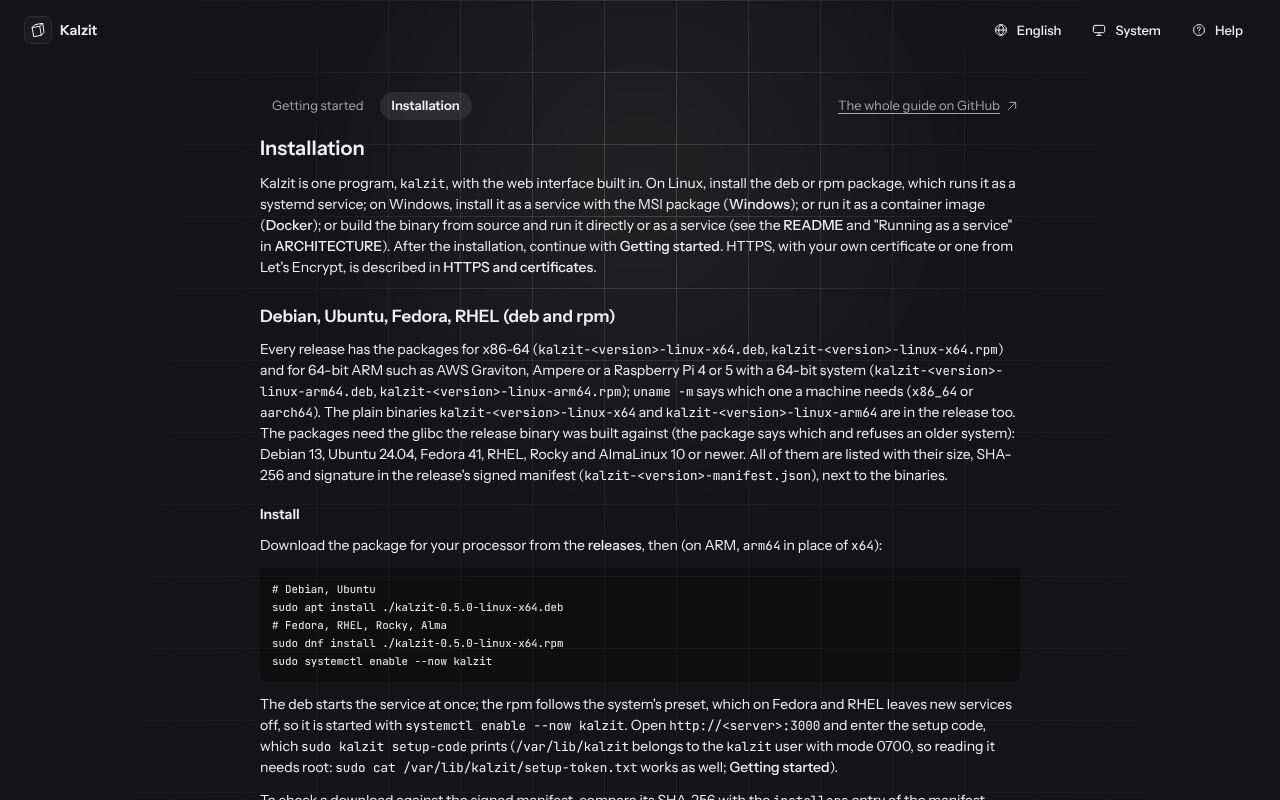 Kalzit
English
System
Help
Getting started
Installation
The whole guide on GitHub
Installation
Kalzit is one program, kalzit, with the web interface built in. On Linux, install the deb or rpm package, which runs it as a
systemd service; on Windows, install it as a service with the MSI package (Windows); or run it as a container image
(Docker); or build the binary from source and run it directly or as a service (see the README and "Running as a service"
in ARCHITECTURE). After the installation, continue with Getting started. HTTPS, with your own certificate or one from
Let's Encrypt, is described in HTTPS and certificates.
Debian, Ubuntu, Fedora, RHEL (deb and rpm)
Every release has the packages for x86-64 (kalzit-<version>-linux-x64.deb, kalzit-<version>-linux-x64.rpm)
and for 64-bit ARM such as AWS Graviton, Ampere or a Raspberry Pi 4 or 5 with a 64-bit system (kalzit-<version>-
linux-arm64.deb, kalzit-<version>-linux-arm64.rpm); uname -m says which one a machine needs (x86_64 or
aarch64). The plain binaries kalzit-<version>-linux-x64 and kalzit-<version>-linux-arm64 are in the release too.
The packages need the glibc the release binary was built against (the package says which and refuses an older system):
Debian 13, Ubuntu 24.04, Fedora 41, RHEL, Rocky and AlmaLinux 10 or newer. All of them are listed with their size, SHA-
256 and signature in the release's signed manifest (kalzit-<version>-manifest.json), next to the binaries.
Install
Download the package for your processor from the releases, then (on ARM, arm64 in place of x64):
# Debian, Ubuntu
sudo apt install ./kalzit-0.5.0-linux-x64.deb
# Fedora, RHEL, Rocky, Alma
sudo dnf install ./kalzit-0.5.0-linux-x64.rpm
sudo systemctl enable --now kalzit
The deb starts the service at once; the rpm follows the system's preset, which on Fedora and RHEL leaves new services
off, so it is started with systemctl enable --now kalzit. Open http://<server>:3000 and enter the setup code,
which sudo kalzit setup-code prints (/var/lib/kalzit belongs to the kalzit user with mode 0700, so reading it
needs root: sudo cat /var/lib/kalzit/setup-token.txt works as well; Getting started).
To check a download against the signed manifest, compare its SHA-256 with the installers entry of the manifest